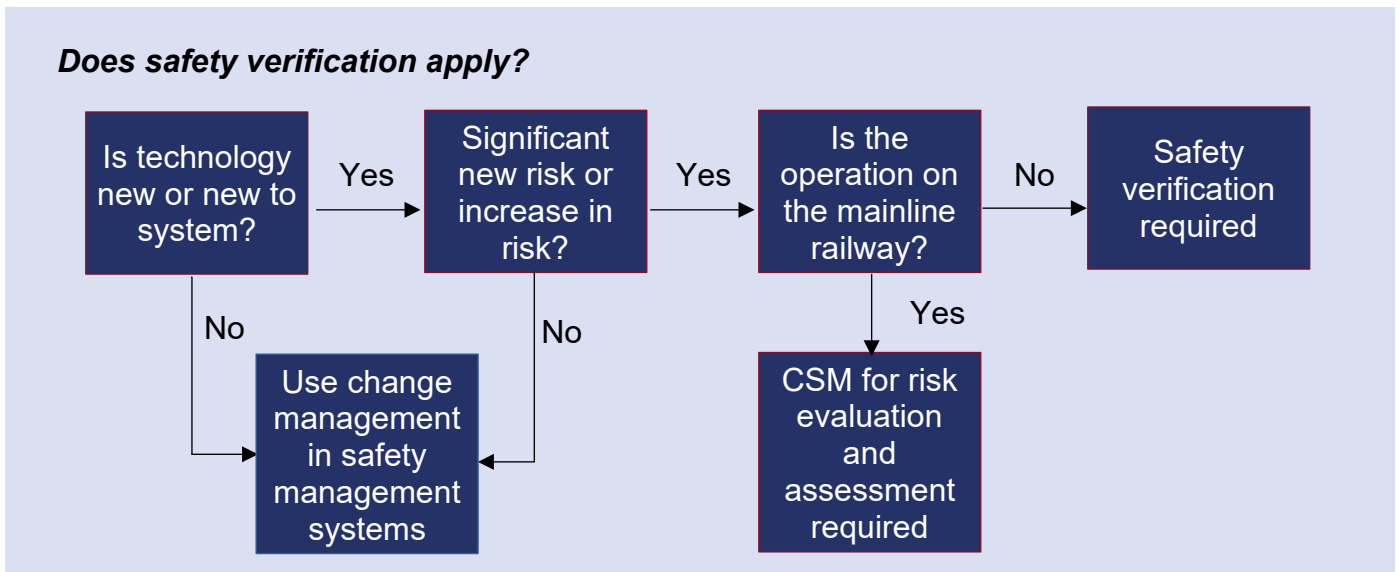 Does safety verification apply?
Is technology
new or new to
system?
Yes
Significant
new risk or
increase in
risk?
Yes
Is the
operation on
the mainline
railway?
No
Safety
verification
required
No
No
Yes
Use change
management
in safety
management
systems
CSM for risk
evaluation
and
assessment
required